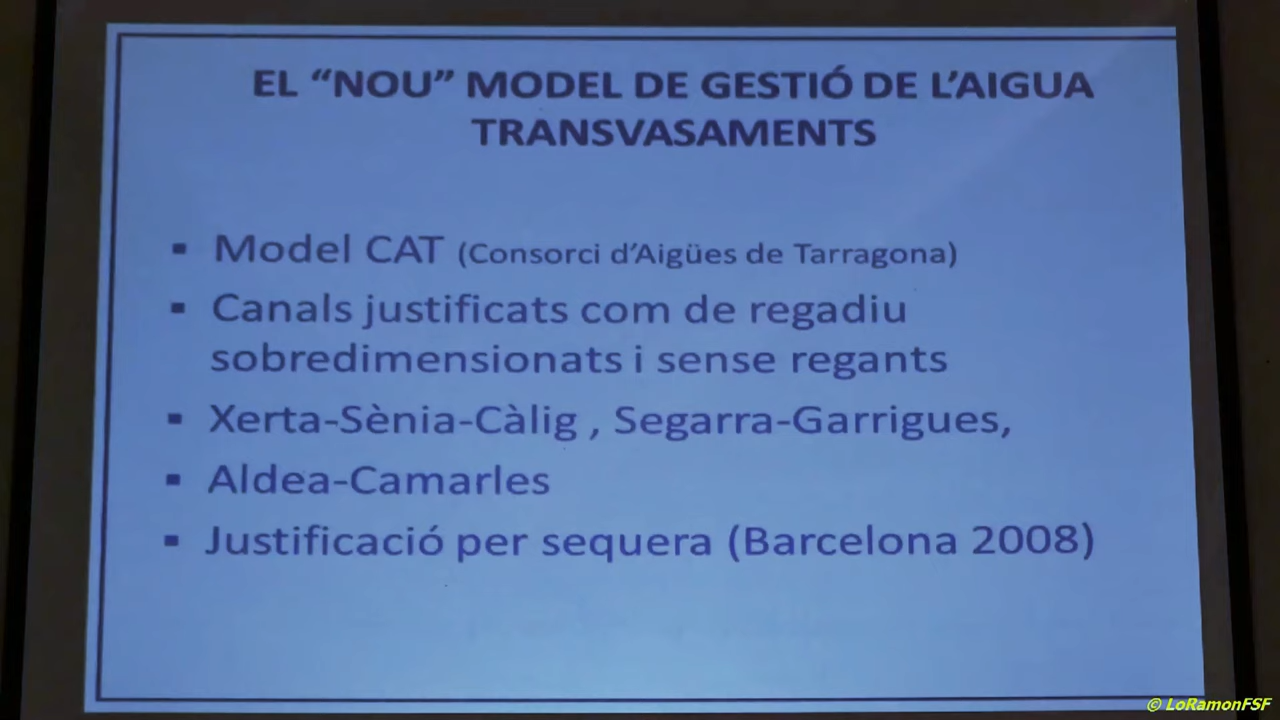 EL “NOU” MODEL DE GESTIÓ DE L’AIGUA
TRANSVASAMENTS
▪ Model CAT (Consorci d’Aigües de Tarragona)
▪ Canals justificats com de regadiu
sobredimensionats i sense regants
▪ Xerta-Sènia-Càlig , Segarra-Garrigues,
▪ Aldea-Camarles
▪ Justificació per sequera (Barcelona 2008)
© LoRamonFSF